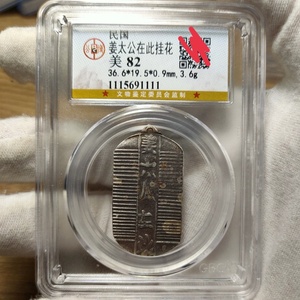 民国
姜太公在此挂花
美 82
36.6*19.5*0.9mm,3.6g
1115691111
文物鉴定委员会监制